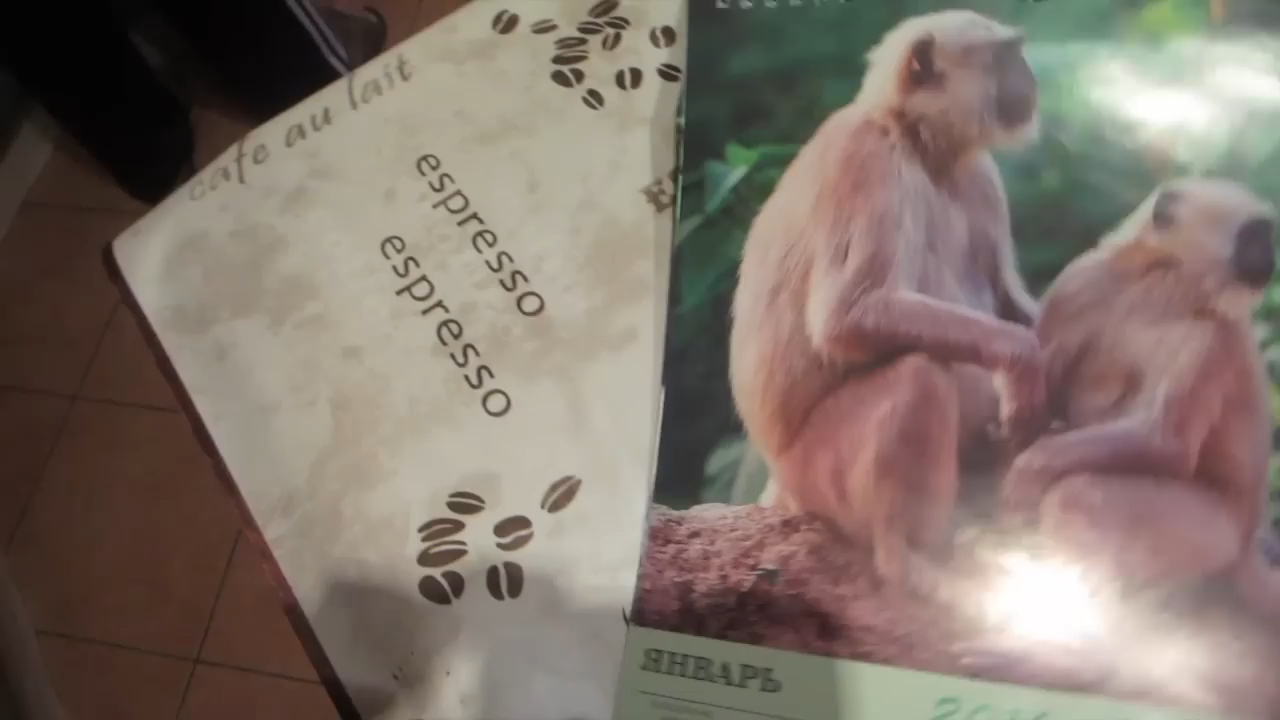 cafe au lait
espresso
espresso
ЯНВАРЬ